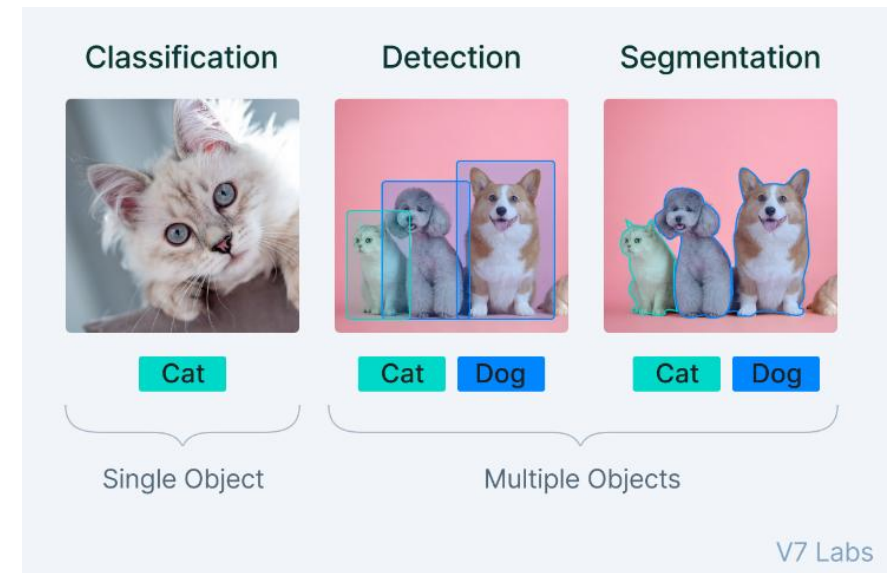 Classification
Detection
Segmentation
Cat
Cat Dog
Cat Dog
Single Object
Multiple Objects
V7 Labs